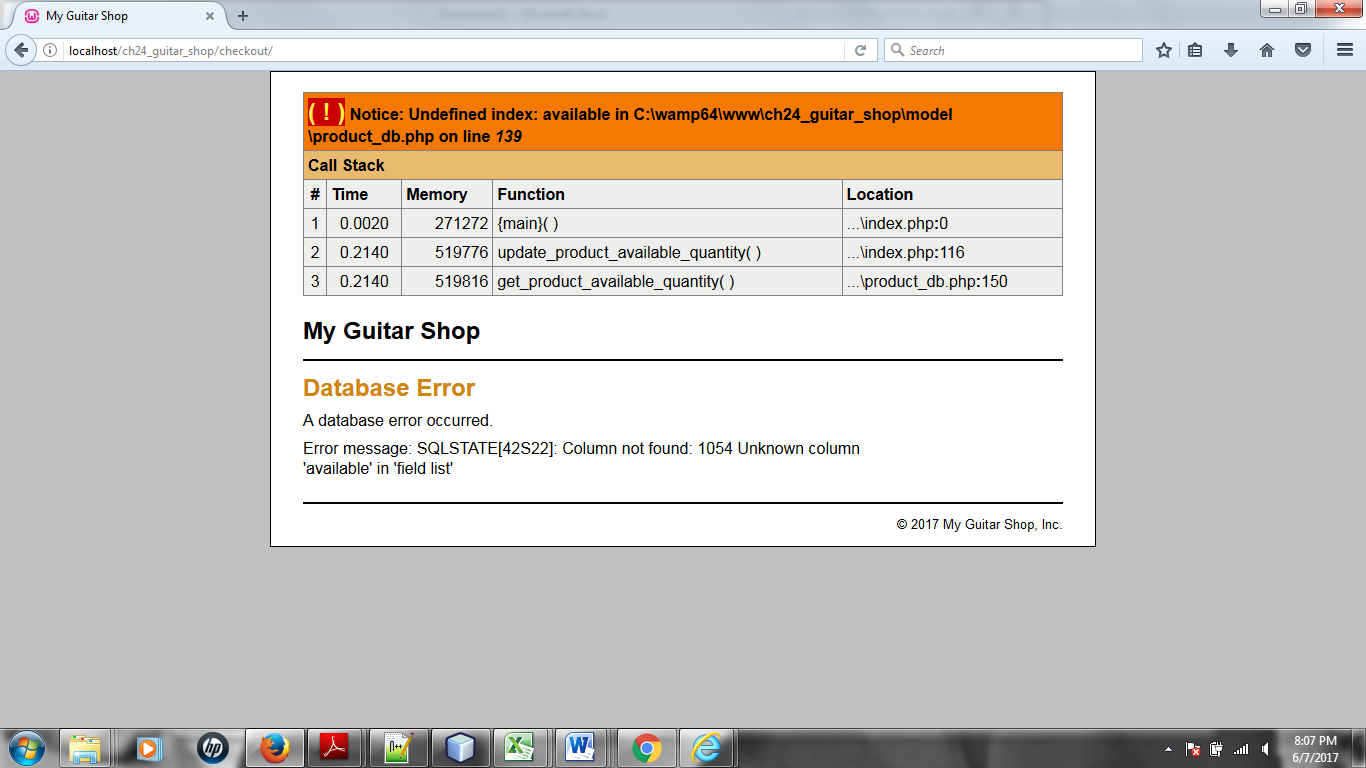 My Guitar Shop
localhost/ch24_guitar_shop/checkout/
Search
( ! ) Notice: Undefined index: available in C:\wamp64\www\ch24_guitar_shop\model
\product_db.php on line 139
Call Stack
# Time Memory Function Location
1 0.0020 271272 {main}( ) ...\index.php:0
2 0.2140 519776 update_product_available_quantity( ) ...\index.php:116
3 0.2140 519816 get_product_available_quantity( ) ...\product_db.php:150
My Guitar Shop
Database Error
A database error occurred.
Error message: SQLSTATE[42S22]: Column not found: 1054 Unknown column
'available' in 'field list'
© 2017 My Guitar Shop, Inc.
8:07 PM
6/7/2017